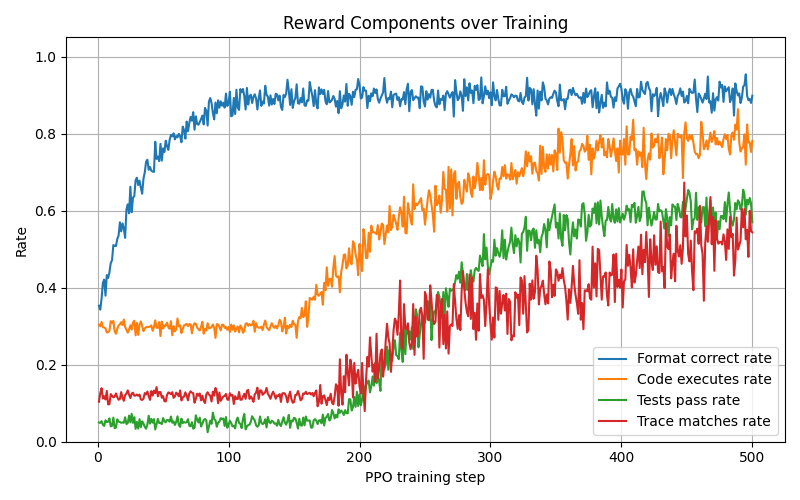 Reward Components over Training
Rate
1.0
0.8
0.6
0.4
0.2
0.0
0
100
200
300
400
500
PPO training step
Format correct rate
Code executes rate
Tests pass rate
Trace matches rate